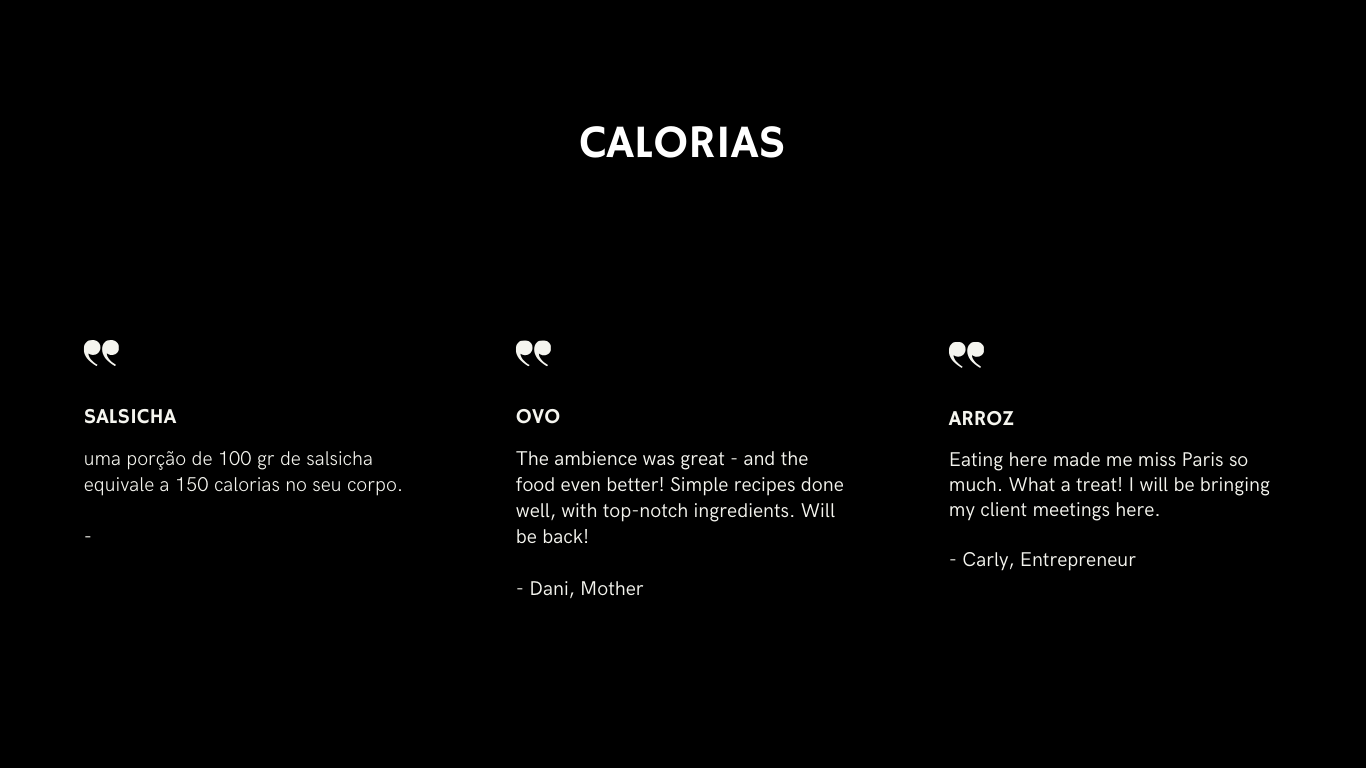 CALORIAS
SALSICHA
uma porção de 100 gr de salsicha
equivale a 150 calorias no seu corpo.
-
OVO
The ambience was great - and the
food even better! Simple recipes done
well, with top-notch ingredients. Will
be back!
- Dani, Mother
ARROZ
Eating here made me miss Paris so
much. What a treat! I will be bringing
my client meetings here.
- Carly, Entrepreneur